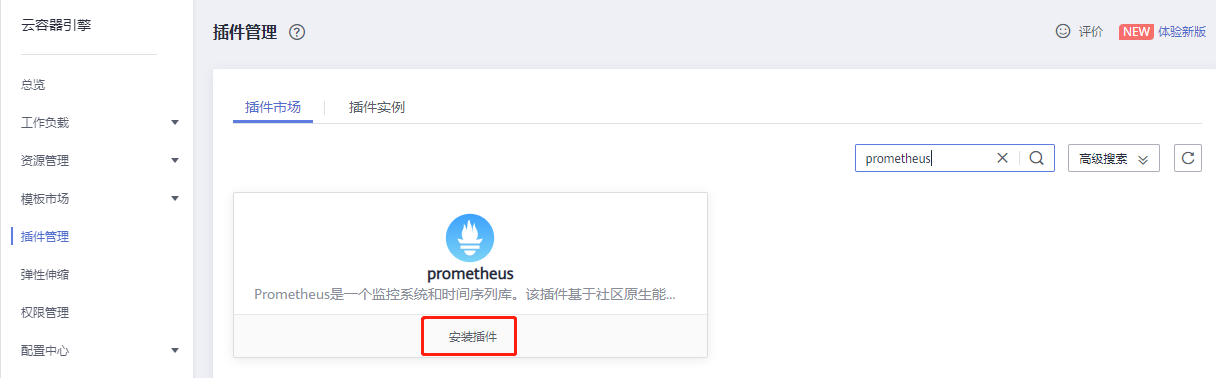 云容器引擎
总览
工作负载
资源管理
模板市场
插件管理
弹性伸缩
权限管理
配置中心
插件管理
评价 NEW 体验新版
插件市场 插件实例
prometheus 高级搜索
prometheus
Prometheus是一个监控系统和时间序列库。该插件基于社区原生能...
安装插件